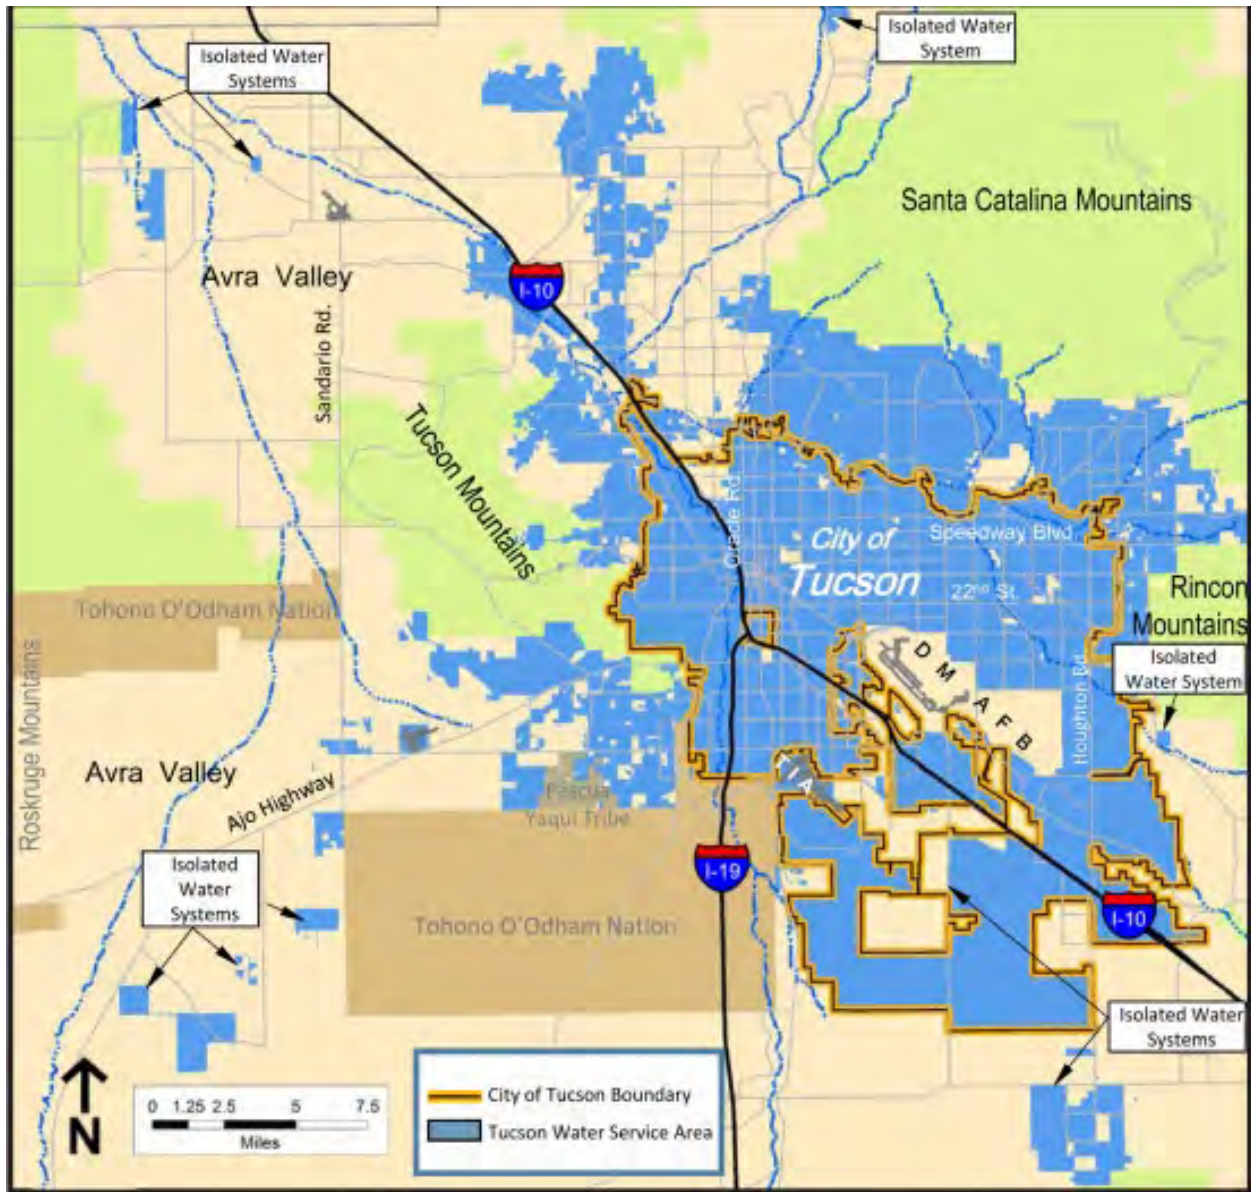 Isolated Water
Systems
Isolated Water
System
Santa Catalina Mountains
Avra Valley
I-10
Sandario Rd.
Tucson Mountains
Oracle Rd.
City of
Tucson
Speedway Blvd
22nd St.
Rincon
Mountains
Tohono O'Odham Nation
Isolated
Water System
Roskruge Mountains
D M A F B
Houghton Rd.
Avra Valley
Ajo Highway
T I A
Pascua
Yaqui Tribe
I-19
Isolated
Water
Systems
Tohono O'Odham Nation
I-10
Isolated Water
Systems
N
0 1.25 2.5 5 7.5
Miles
City of Tucson Boundary
Tucson Water Service Area